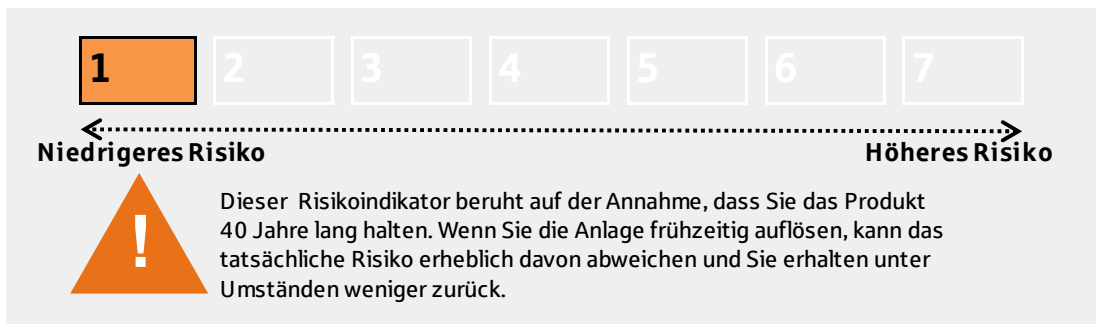 1 2 3 4 5 6 7
Niedrigeres Risiko Höheres Risiko
! Dieser Risikoindikator beruht auf der Annahme, dass Sie das Produkt
40 Jahre lang halten. Wenn Sie die Anlage frühzeitig auflösen, kann das
tatsächliche Risiko erheblich davon abweichen und Sie erhalten unter
Umständen weniger zurück.